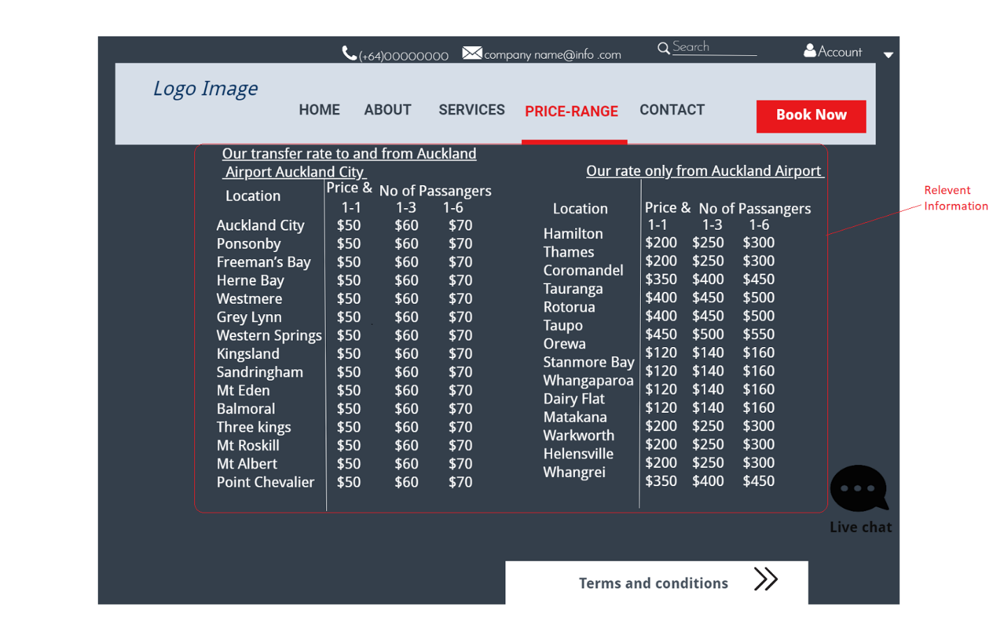 (+64)00000000 company name@info .com Search Account
Logo Image
HOME ABOUT SERVICES PRICE-RANGE CONTACT Book Now
Our transfer rate to and from Auckland
Airport Auckland City
Location Price & No of Passangers
1-1 1-3 1-6
Auckland City $50 $60 $70
Ponsonby $50 $60 $70
Freeman’s Bay $50 $60 $70
Herne Bay $50 $60 $70
Westmere $50 $60 $70
Grey Lynn $50 $60 $70
Western Springs $50 $60 $70
Kingsland $50 $60 $70
Sandringham $50 $60 $70
Mt Eden $50 $60 $70
Balmoral $50 $60 $70
Three kings $50 $60 $70
Mt Roskill $50 $60 $70
Mt Albert $50 $60 $70
Point Chevalier $50 $60 $70
Our rate only from Auckland Airport
Location Price & No of Passangers
1-1 1-3 1-6
Hamilton $200 $250 $300
Thames $200 $250 $300
Coromandel $350 $400 $450
Tauranga $400 $450 $500
Rotorua $400 $450 $500
Taupo $450 $500 $550
Orewa $120 $140 $160
Stanmore Bay $120 $140 $160
Whangaparoa $120 $140 $160
Dairy Flat $120 $140 $160
Matakana $200 $250 $300
Warkworth $200 $250 $300
Helensville $200 $250 $300
Whangrei $350 $400 $450
Relevent
Information
Live chat
Terms and conditions